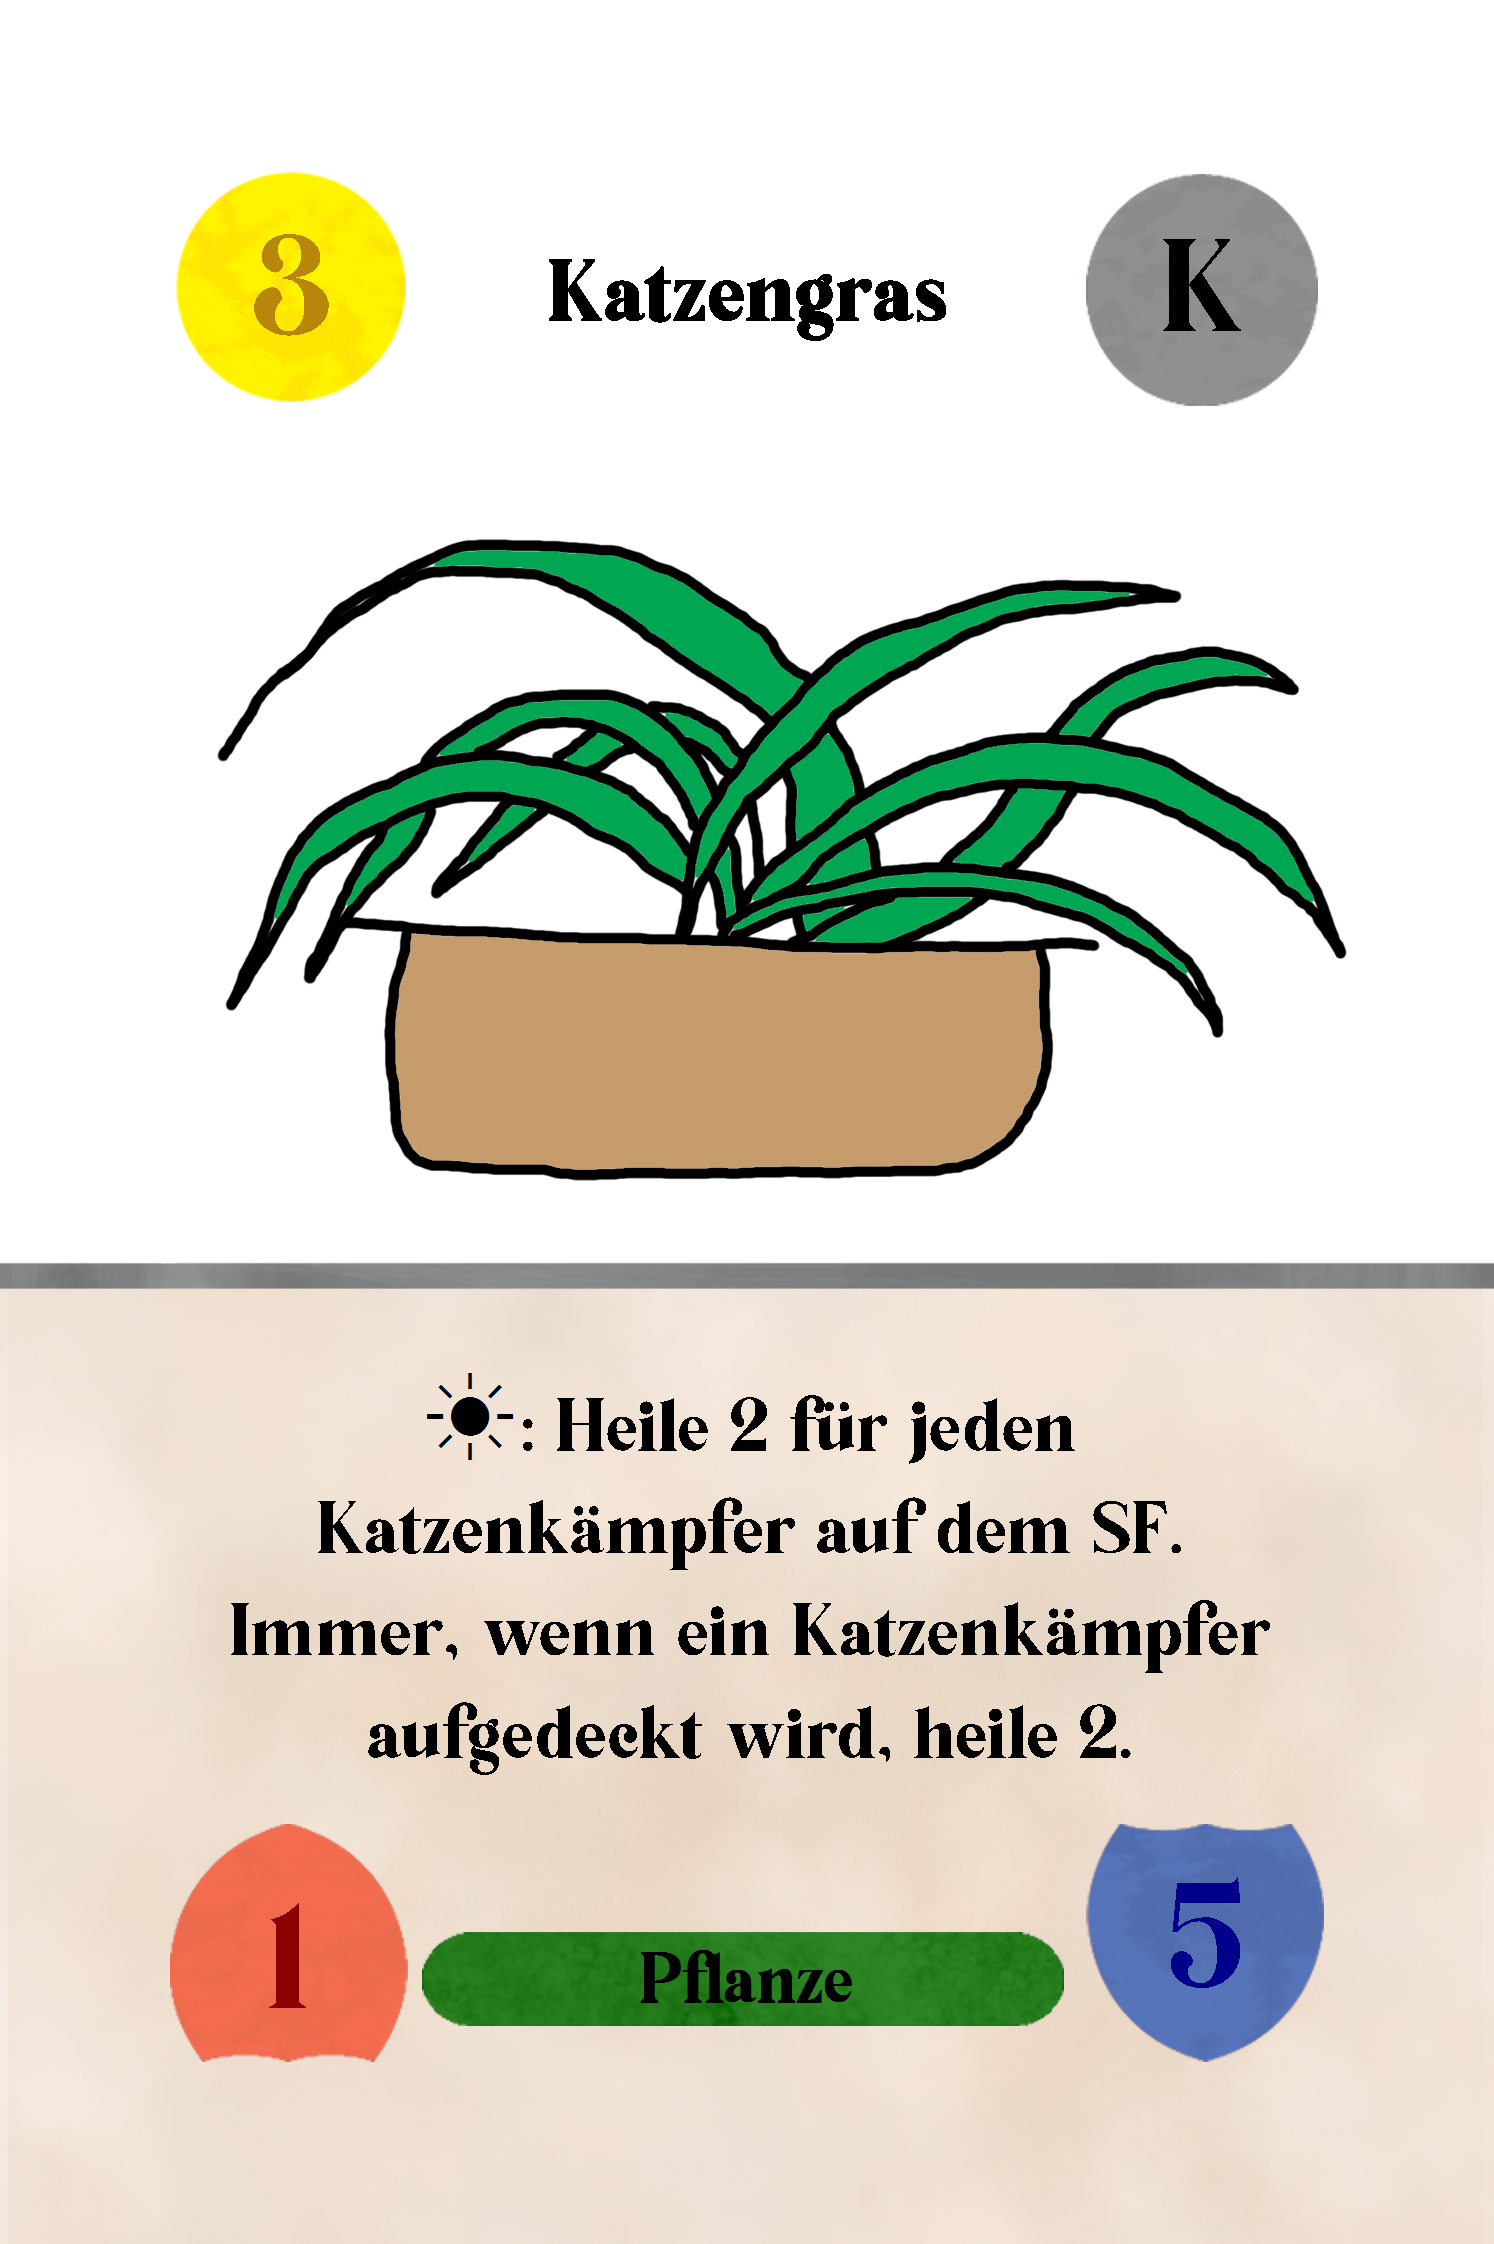 3
Katzengras
K
☀: Heile 2 für jeden
Katzenkämpfer auf dem SF.
Immer, wenn ein Katzenkämpfer
aufgedeckt wird, heile 2.
1
Pflanze
5